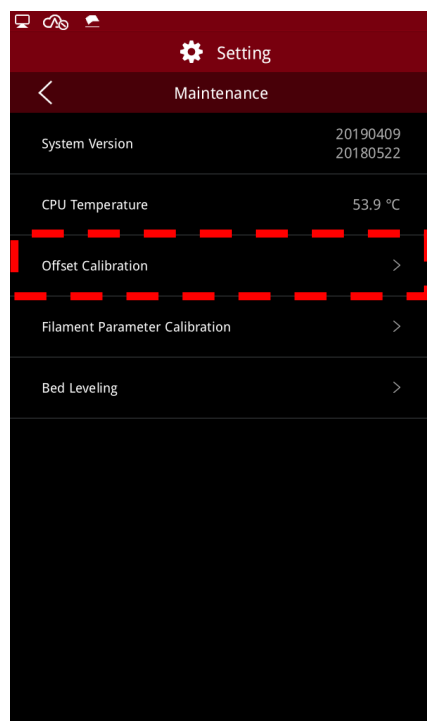 Setting
Maintenance
System Version
20190409
20180522
CPU Temperature
53.9 °C
Offset Calibration
Filament Parameter Calibration
Bed Leveling